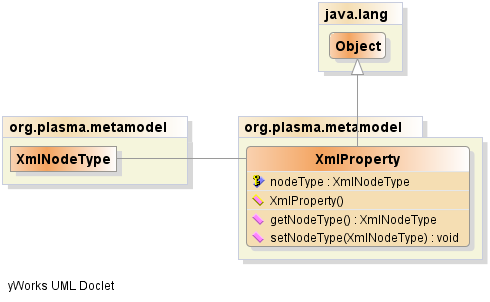 java.lang
Object
org.plasma.metamodel
XmlNodeType
org.plasma.metamodel
XmlProperty
nodeType : XmlNodeType
XmlProperty()
getNodeType() : XmlNodeType
setNodeType(XmlNodeType) : void
yWorks UML Doclet